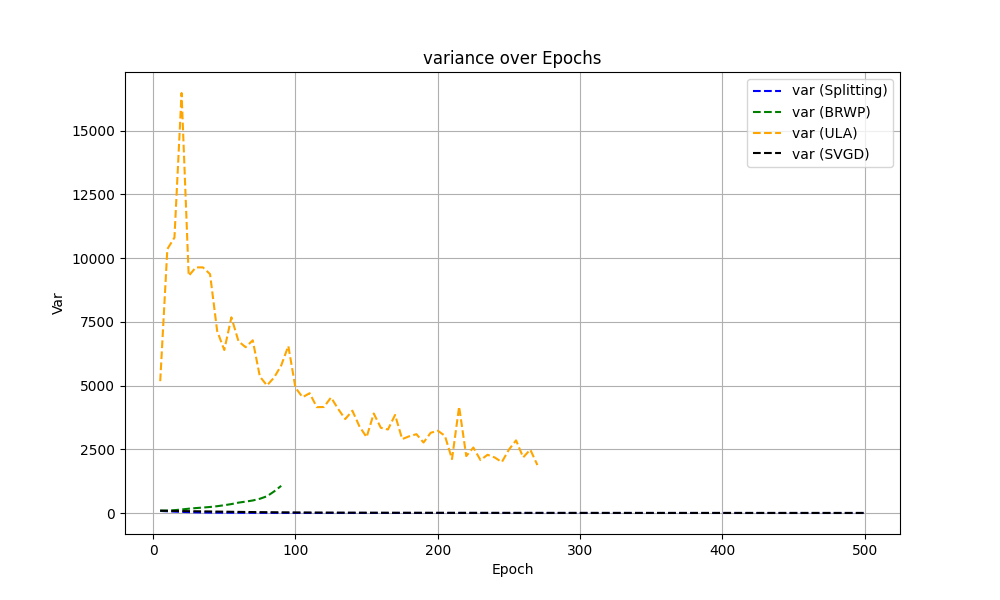 variance over Epochs
var (Splitting)
var (BRWP)
var (ULA)
var (SVGD)
Var
15000
12500
10000
7500
5000
2500
0
0 100 200 300 400 500
Epoch